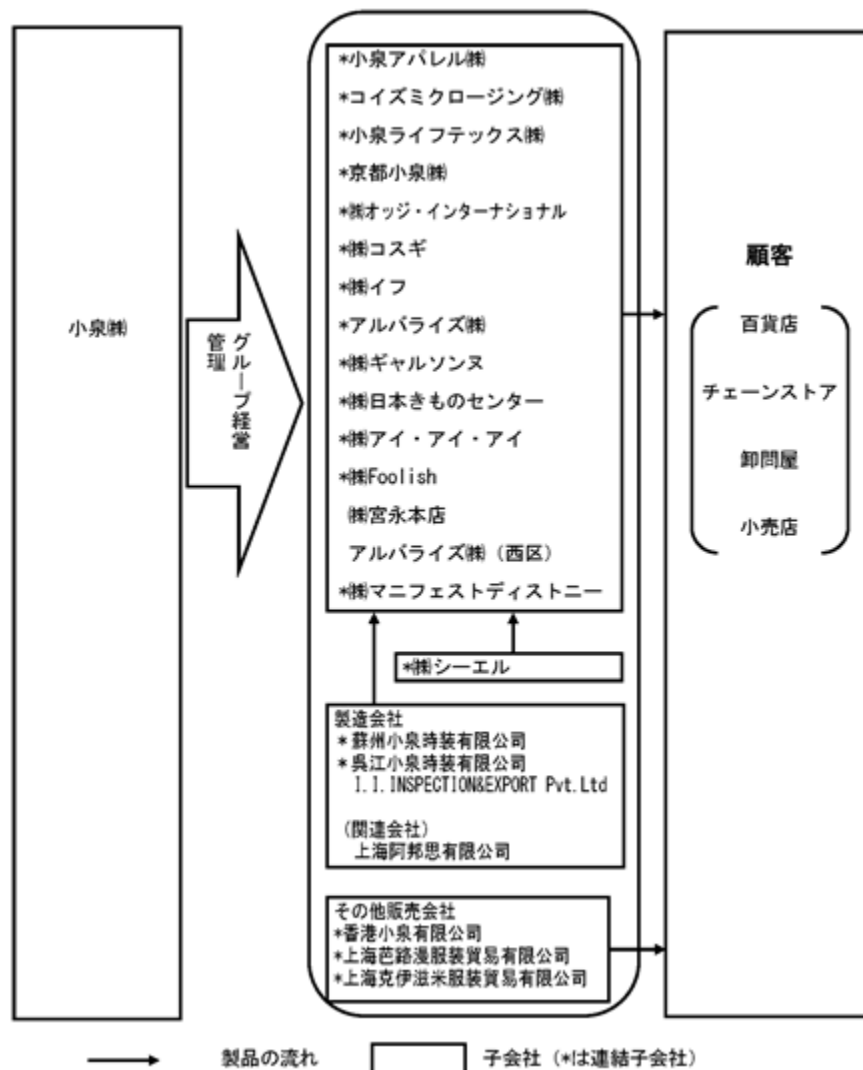 小泉㈱
グループ経営
管理
*小泉アパレル㈱
*コイズミクロージング㈱
*小泉ライフテックス㈱
*京都小泉㈱
*㈱オッジ・インターナショナル
*㈱コスギ
*㈱イフ
*アルバライズ㈱
*㈱ギャルソンヌ
*㈱日本きものセンター
*㈱アイ・アイ・アイ
*㈱Foolish
㈱宮永本店
アルバライズ㈱（西区）
*㈱マニフェストディストニー
*㈱シーエル
製造会社
*蘇州小泉時装有限公司
*呉江小泉時装有限公司
I.I.INSPECTION&EXPORT Pvt.Ltd
（関連会社）
上海阿邦思有限公司
その他販売会社
*香港小泉有限公司
*上海芭路漫服装貿易有限公司
*上海克伊滋米服装貿易有限公司
顧客
百貨店
チェーンストア
卸問屋
小売店
製品の流れ
子会社（*は連結子会社）